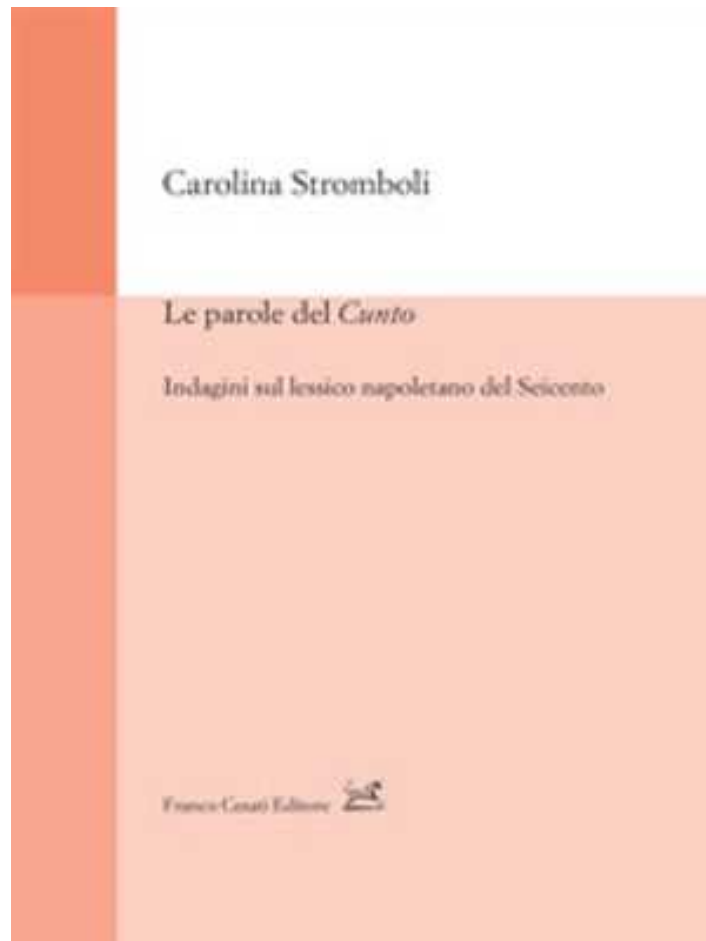 Carolina Stromboli
Le parole del Cunto
Indagini sul lessico napoletano del Seicento
Franco Cesati Editore